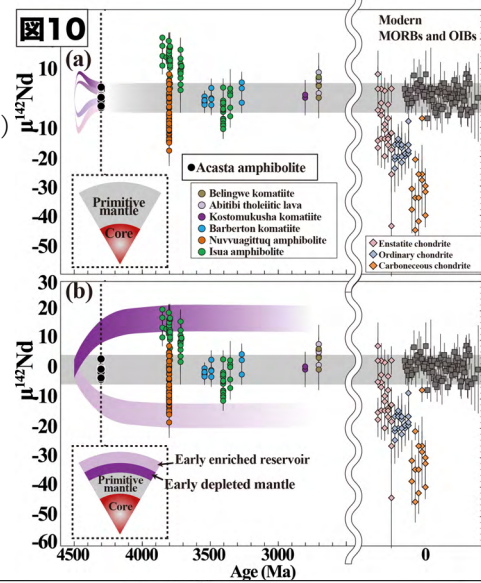 図10
Modern
MORBs and OIBs
(a)
10
0
-10
-20
-30
-40
-50
μ¹⁴²Nd
)
Acasta amphibolite
Belingwe komatiite
Abitibi tholeiitic lava
Kostomukusha komatiite
Barberton komatiite
Nuvvuagittuq amphibolite
Isua amphibolite
Primitive
mantle
Core
Enstatite chondrite
Ordinary chondrite
Carboneceous chondrite
(b)
30
20
10
0
-10
-20
-30
-40
-50
-60
μ¹⁴²Nd
Early enriched reservoir
Early depleted mantle
Primitive
mantle
Core
4500 4000 3500 3000 0
Age (Ma)